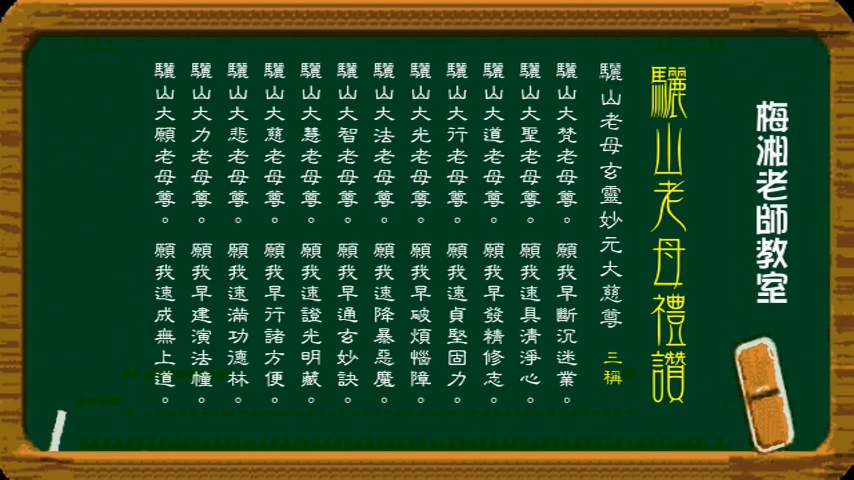 梅湘老師教室
驪山老母禮讚
驪山老母玄靈妙元大慈尊 三稱
驪山大梵老母尊。願我早斷沉迷業。
驪山大聖老母尊。願我速具清淨心。
驪山大道老母尊。願我早發精修志。
驪山大行老母尊。願我速貞堅固力。
驪山大光老母尊。願我早破煩惱障。
驪山大法老母尊。願我速降暴惡魔。
驪山大智老母尊。願我早通玄妙訣。
驪山大慧老母尊。願我速證光明藏。
驪山大慈老母尊。願我早行諸方便。
驪山大悲老母尊。願我速滿功德林。
驪山大力老母尊。願我早建演法幢。
驪山大願老母尊。願我速成無上道。